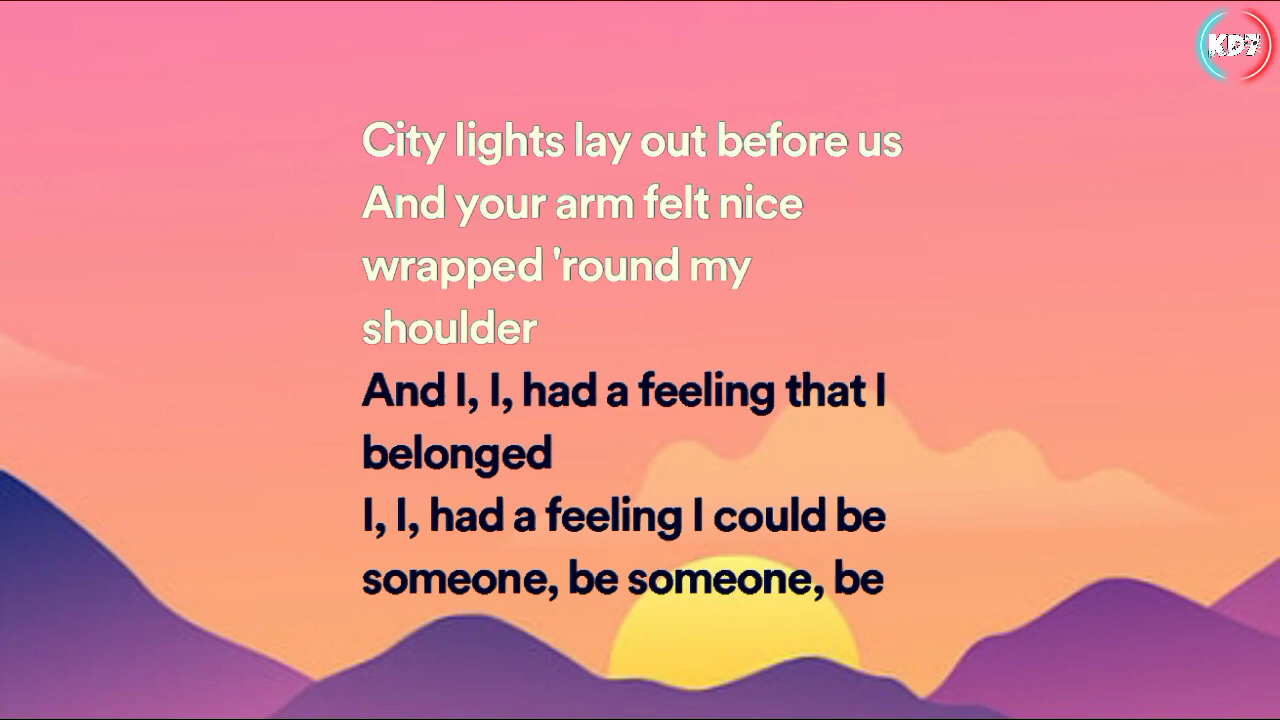 KD7
City lights lay out before us
And your arm felt nice
wrapped 'round my
shoulder
And I, I, had a feeling that I
belonged
I, I, had a feeling I could be
someone, be someone, be